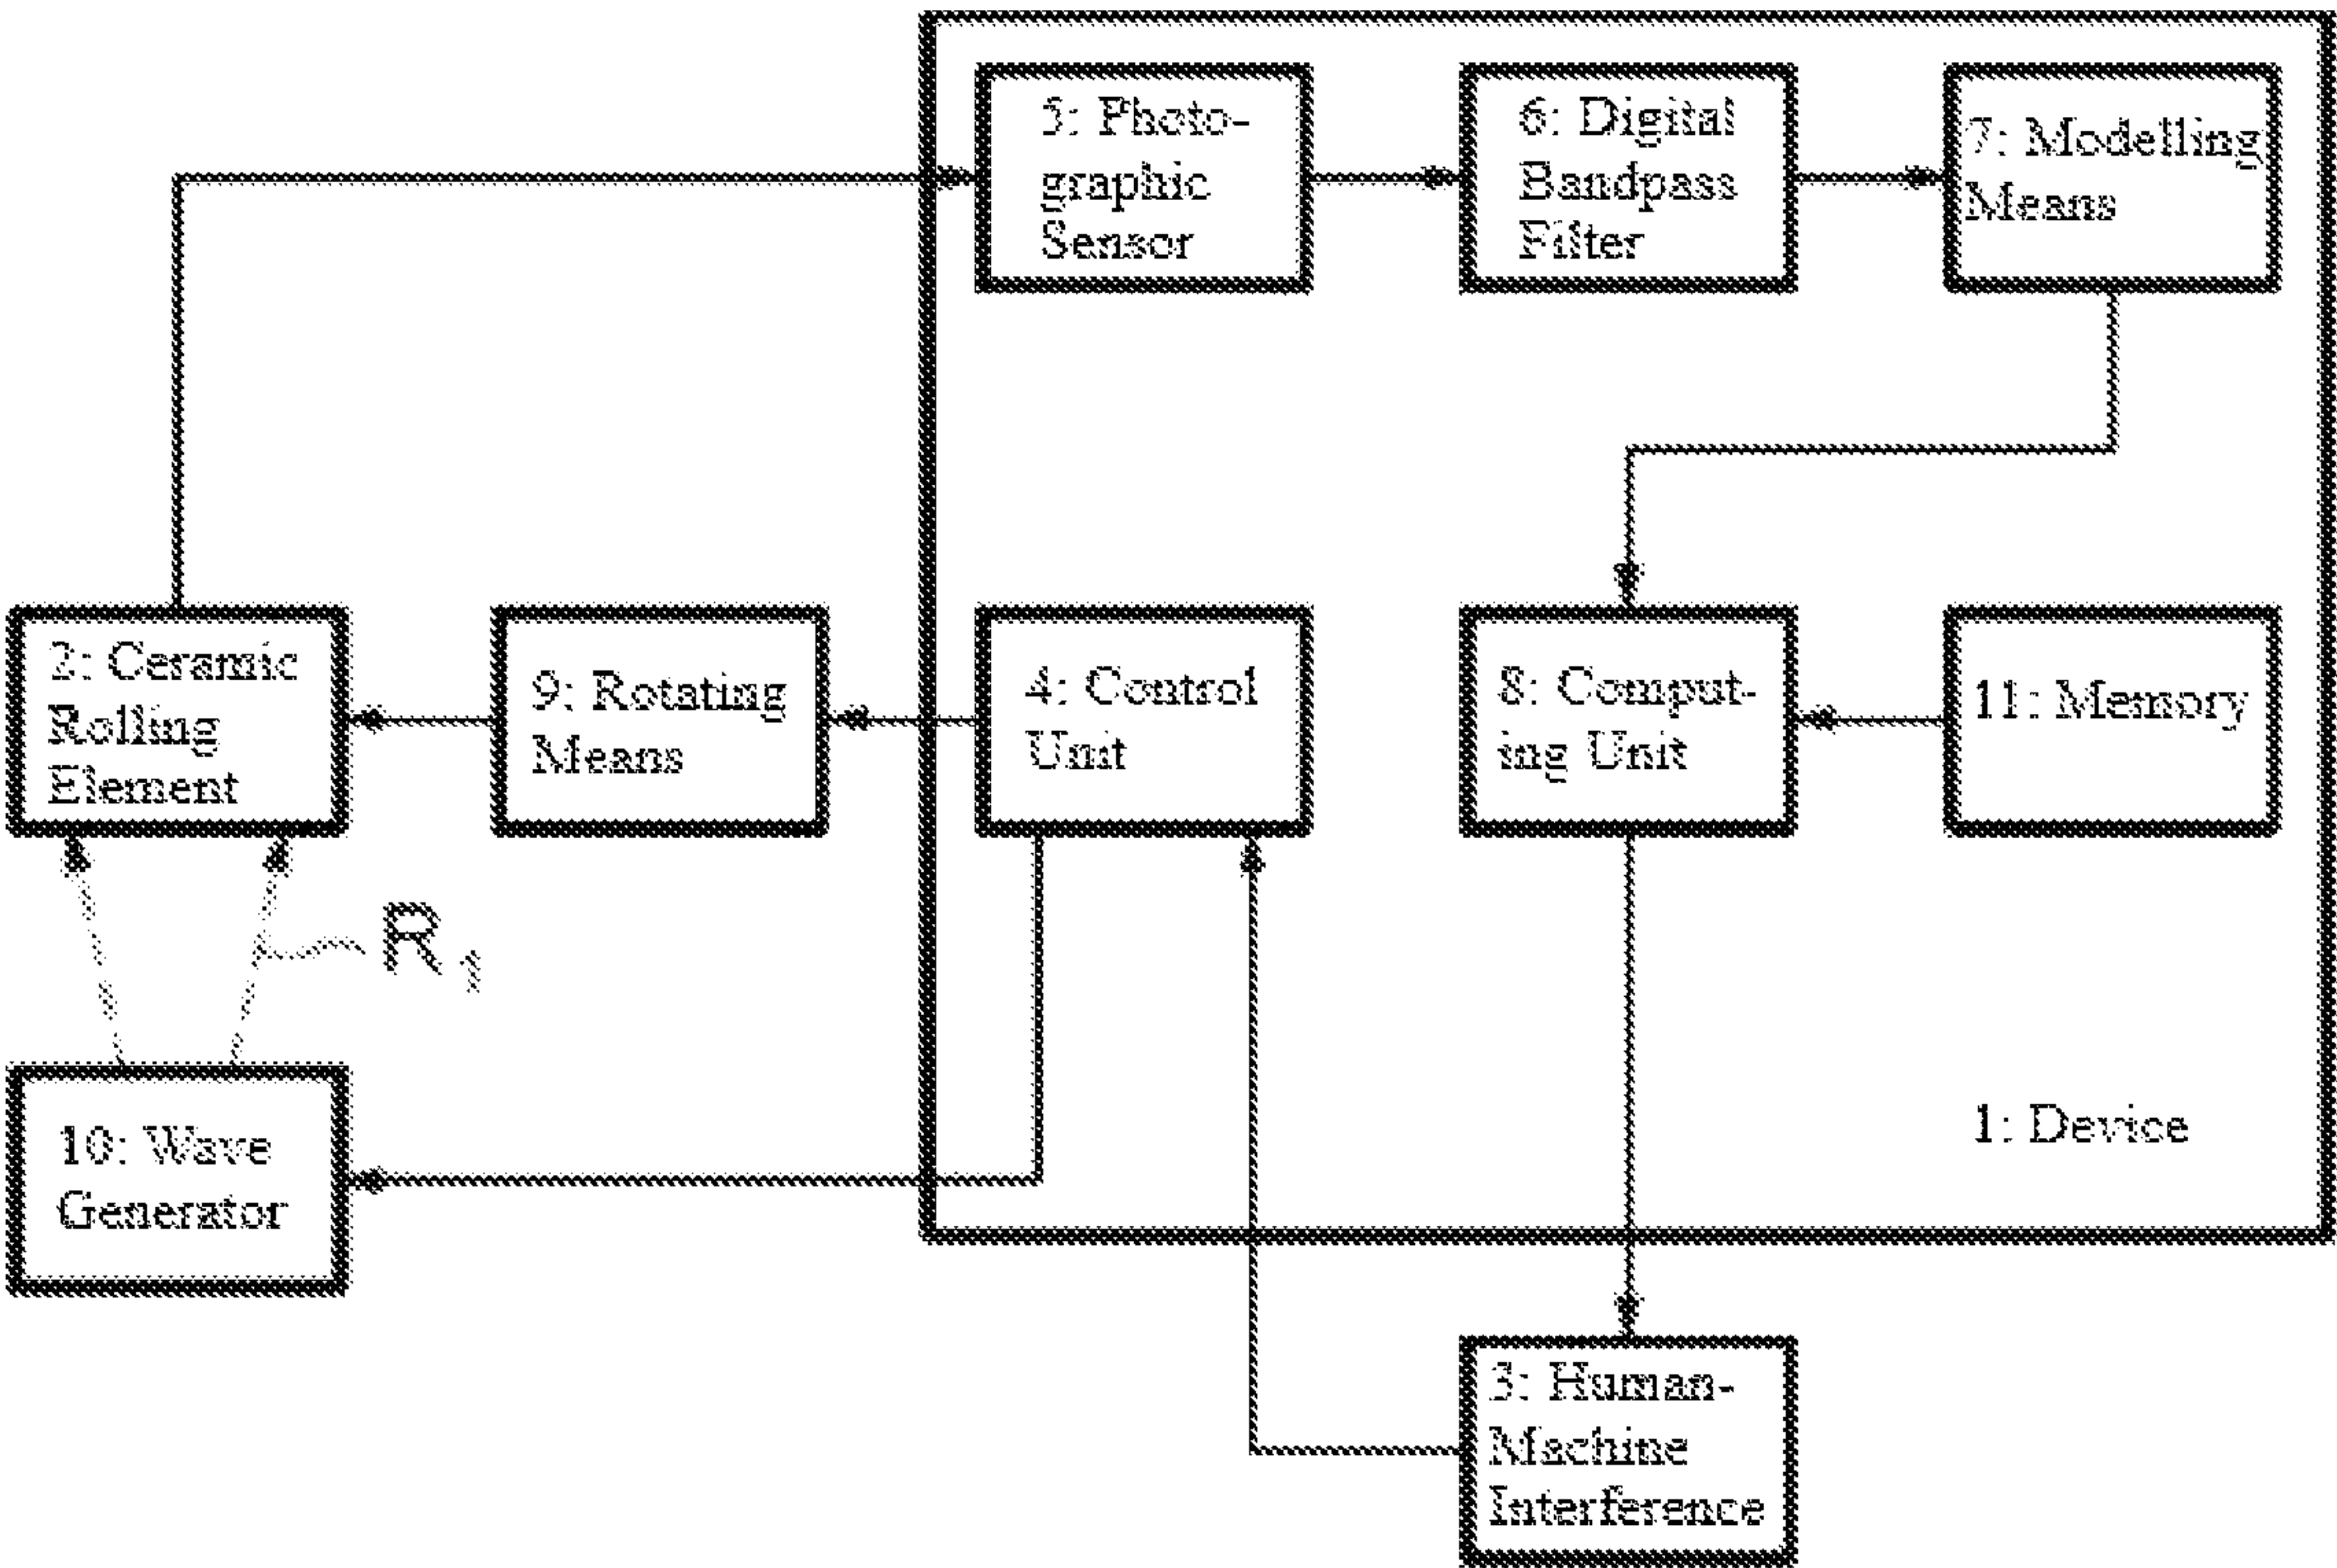 5: Photo-
graphic
Sensor
6: Digital
Bandpass
Filter
7: Modelling
Means
2: Ceramic
Rolling
Element
9: Rotating
Means
4: Control
Unit
8: Comput-
ing Unit
11: Memory
R1
10: Wave
Generator
1: Device
3: Human-
Machine
Interference